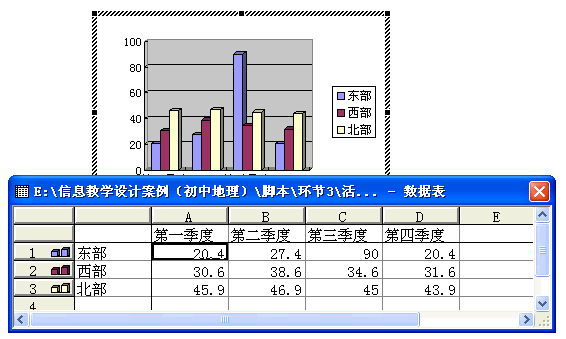 100
80
60
40
20
0
东部
西部
北部
E:\信息教学设计案例（初中地理）\脚本\环节3\活... - 数据表
A B C D E
第一季度 第二季度 第三季度 第四季度
1 东部 20.4 27.4 90 20.4
2 西部 30.6 38.6 34.6 31.6
3 北部 45.9 46.9 45 43.9
4